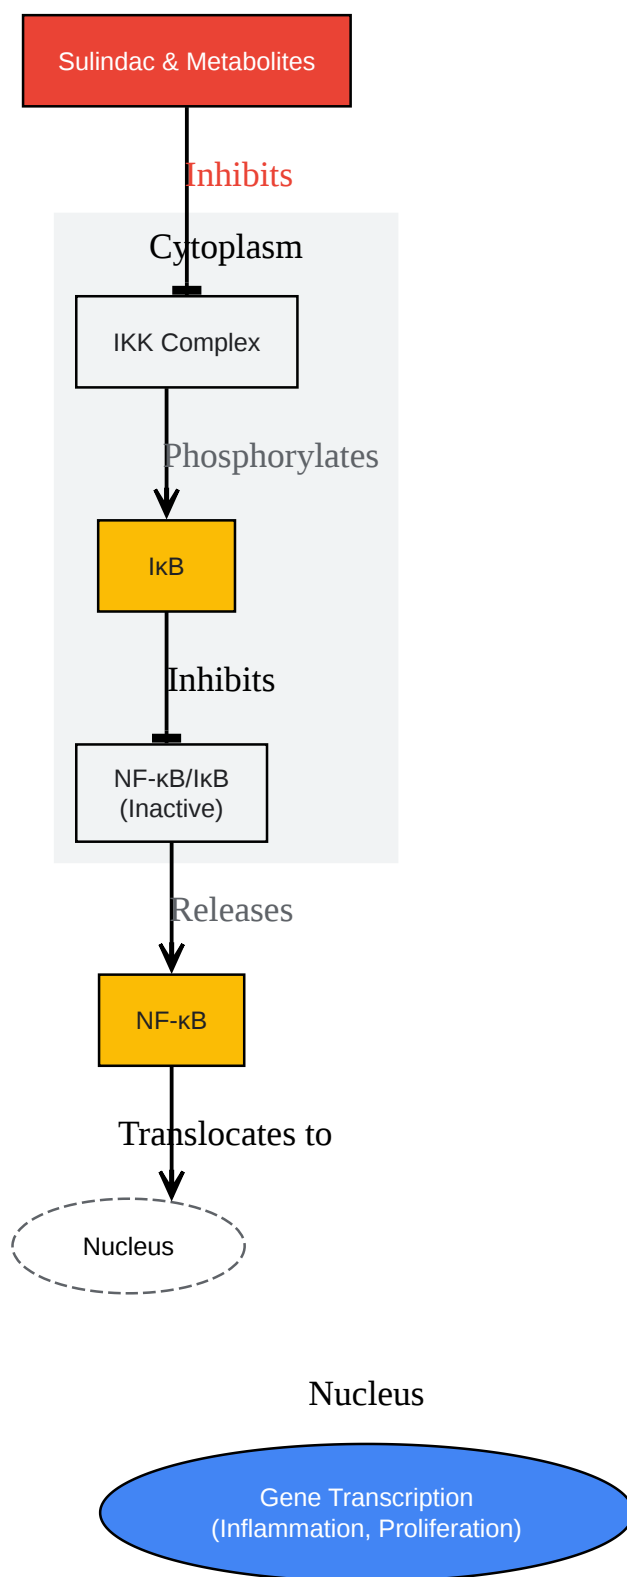 Sulindac & Metabolites
Inhibits
Cytoplasm
IKK Complex
Phosphorylates
IκB
Inhibits
NF-κB/IκB
(Inactive)
Releases
NF-κB
Translocates to
Nucleus
Nucleus
Gene Transcription
(Inflammation, Proliferation)